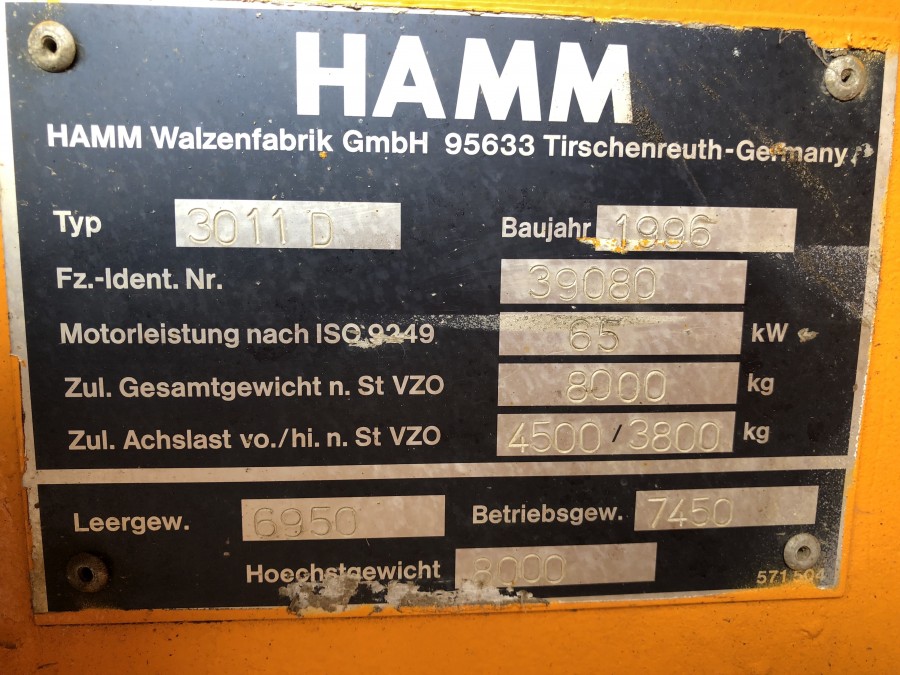 HAMM
HAMM Walzenfabrik GmbH 95633 Tirschenreuth-Germany
Typ 3011 D Baujahr 1996
Fz.-Ident. Nr. 39080
Motorleistung nach ISO 9249 65 kW
Zul. Gesamtgewicht n. St VZO 8000 kg
Zul. Achslast vo./hi. n. St VZO 4500 / 3800 kg
Leergew. 6950 Betriebsgew. 7450
Hoechstgewicht 8000
571 504